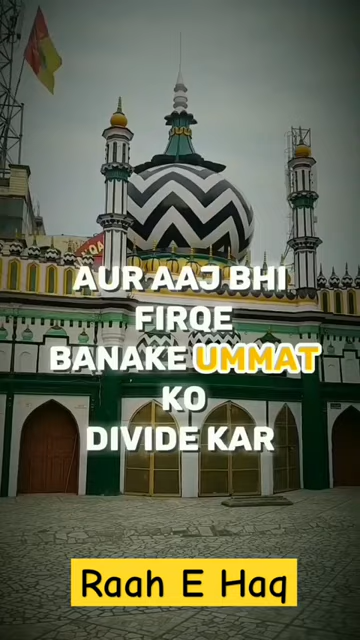 AUR AAJ BHI
FIRQE
BANAKE UMMAT
KO
DIVIDE KAR
Raah E Haq